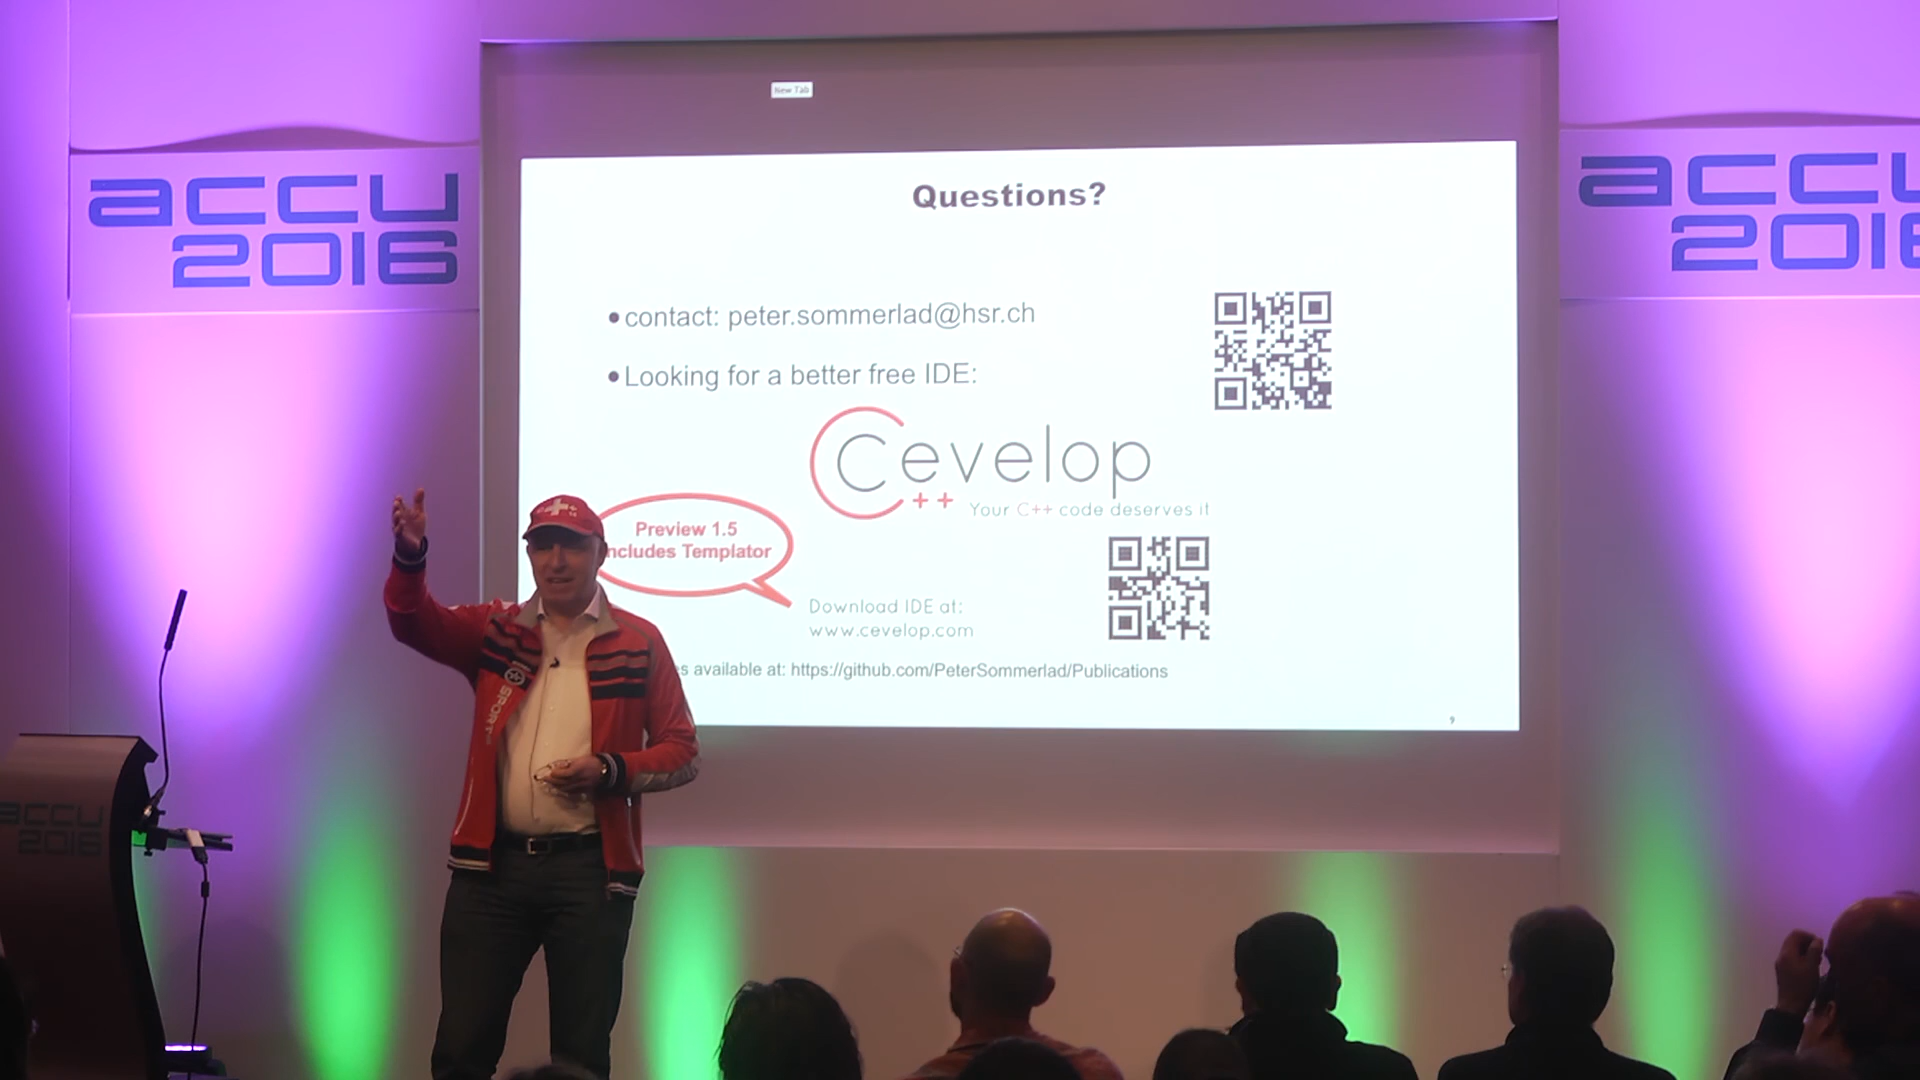 New Tab
accu
2016
accu
Questions?
• contact: peter.sommerlad@hsr.ch
• Looking for a better free IDE:
Cevelop
++ Your C++ code deserves it
Preview 1.5
ncludes Templator
Download IDE at:
www.cevelop.com
s available at: https://github.com/PeterSommerlad/Publications
9
SPORT
accu
2016